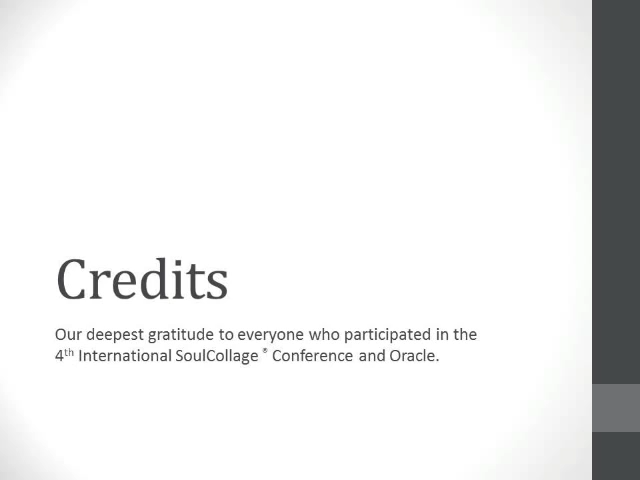 Credits
Our deepest gratitude to everyone who participated in the
4th International SoulCollage ® Conference and Oracle.